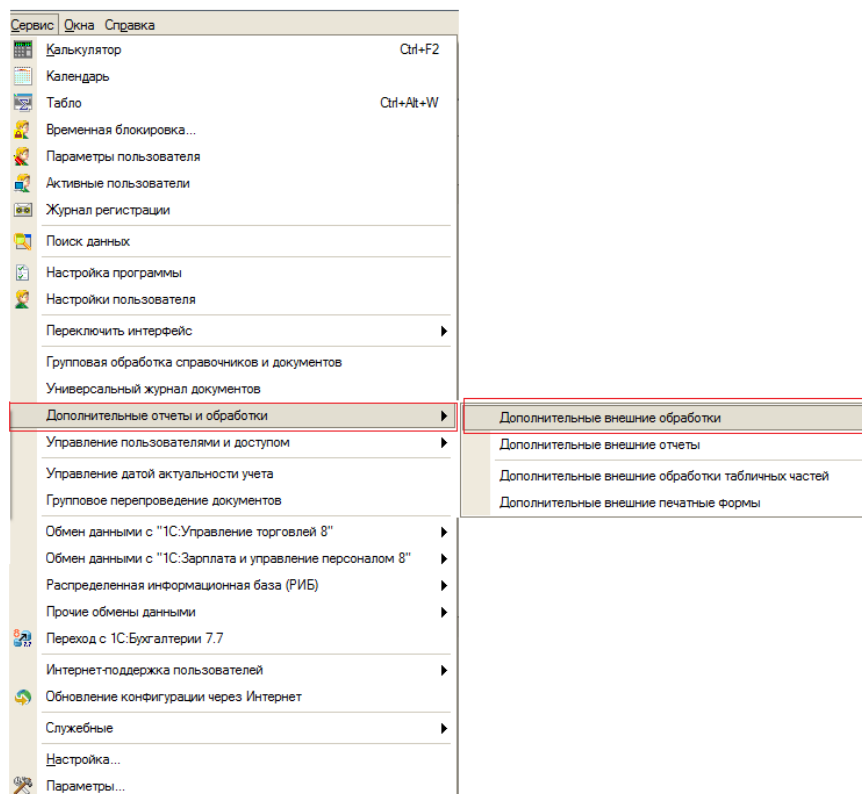 Сервис Окна Справка
Калькулятор Ctrl+F2
Календарь
Табло Ctrl+Alt+W
Временная блокировка...
Параметры пользователя
Активные пользователи
Журнал регистрации
Поиск данных
Настройка программы
Настройки пользователя
Переключить интерфейс
Групповая обработка справочников и документов
Универсальный журнал документов
Дополнительные отчеты и обработки
Дополнительные внешние обработки
Управление пользователями и доступом
Дополнительные внешние отчеты
Управление датой актуальности учета
Дополнительные внешние обработки табличных частей
Групповое перепроведение документов
Дополнительные внешние печатные формы
Обмен данными с "1С:Управление торговлей 8"
Обмен данными с "1С:Зарплата и управление персоналом 8"
Распределенная информационная база (РИБ)
Прочие обмены данными
Переход с 1С:Бухгалтерии 7.7
Интернет-поддержка пользователей
Обновление конфигурации через Интернет
Служебные
Настройка...
Параметры...